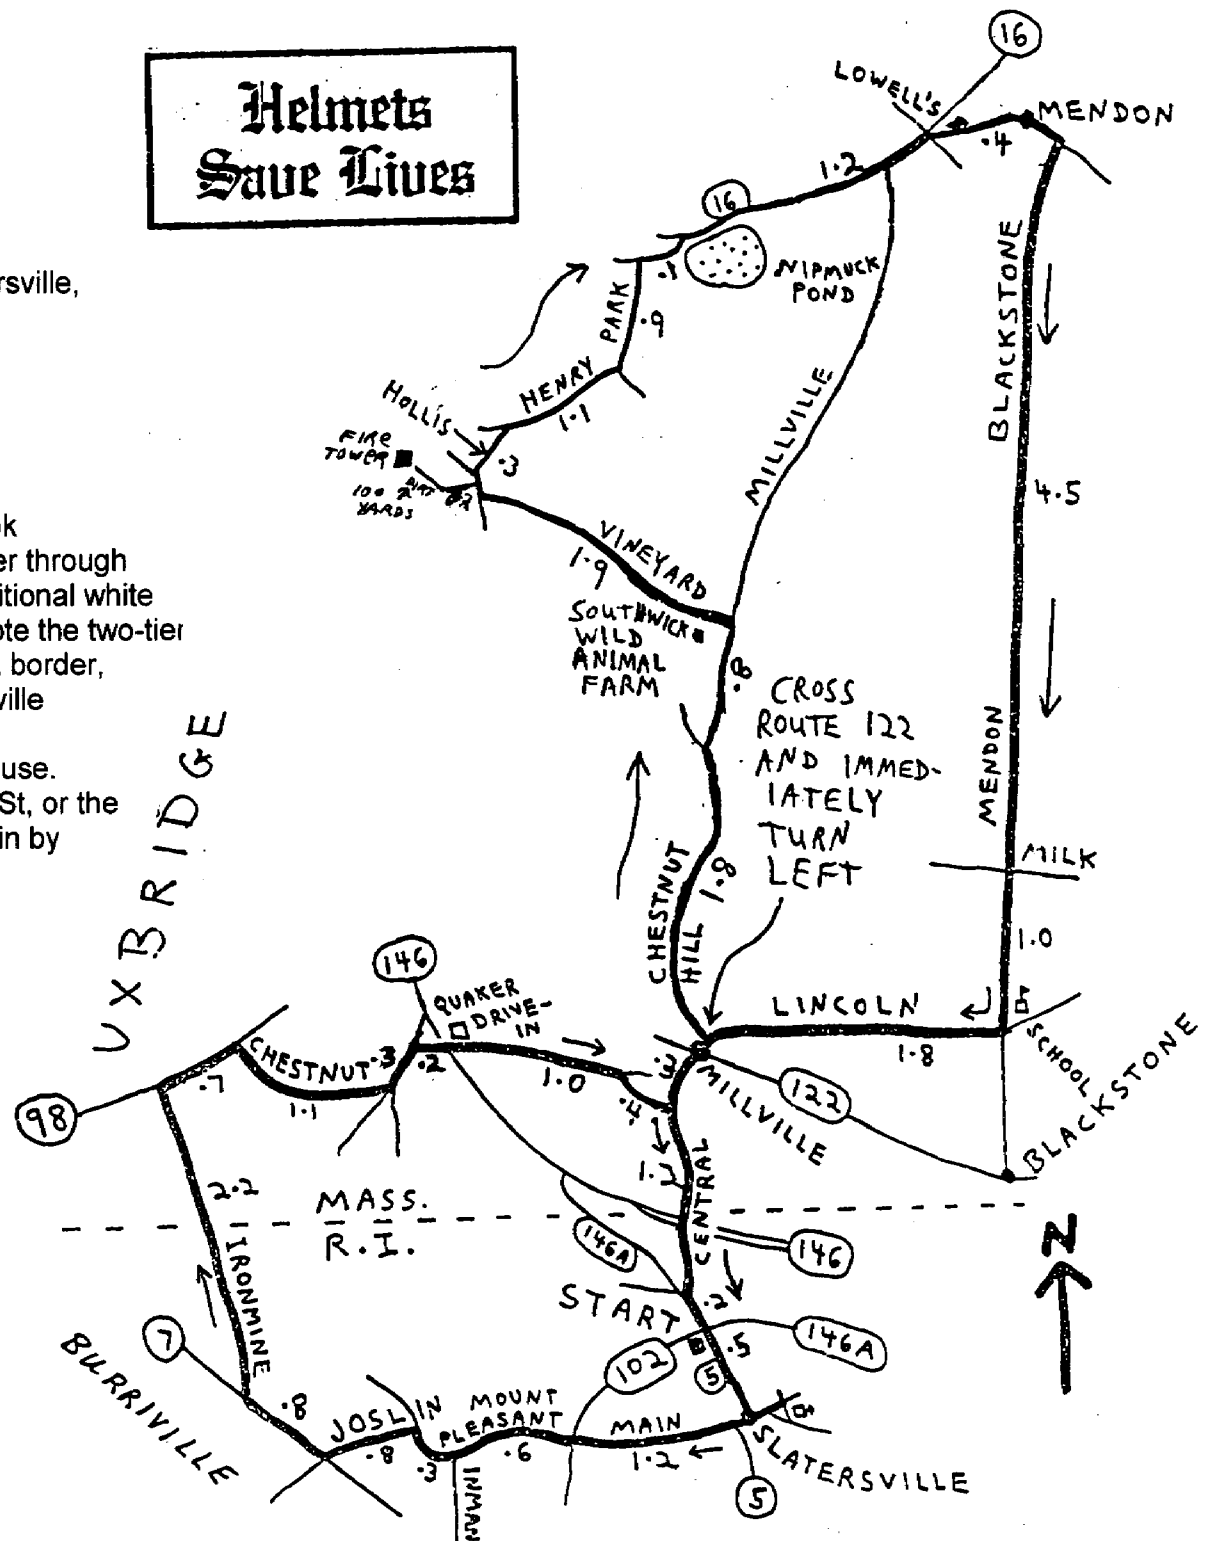 Helmets
Save Lives
rsville,
ok
er through
itional white
ote the two-tier
border,
ville
use.
St, or the
in by
16
LOWELL'S
MENDON
.4
1.2
16
NIPMUCK
POND
.1
PARK
.9
HENRY
1.1
HOLLIS
.3
FIRE
TOWER
100
YARDS
.2
VINEYARD
1.9
SOUTHWICK
WILD
ANIMAL
FARM
MILLVILLE
.8
BLACKSTONE
4.5
MENDON
CROSS
ROUTE 122
AND IMMED-
IATELY
TURN
LEFT
MILK
1.0
CHESTNUT
HILL
1.8
LINCOLN
1.8
SCHOOL
BLACKSTONE
UXBRIDGE
146
QUAKER
DRIVE-
IN
CHESTNUT
.3
.2
1.0
.4
.3
MILLVILLE
122
.7
1.1
98
2.2
MASS.
R.I.
IRONMINE
CENTRAL
146A
146
N
START
.2
146A
102
.5
5
7
BURRIVILLE
.8
JOSLIN
.8
.3
MOUNT
PLEASANT
.6
MAIN
1.2
SLATERSVILLE
INMAN
5